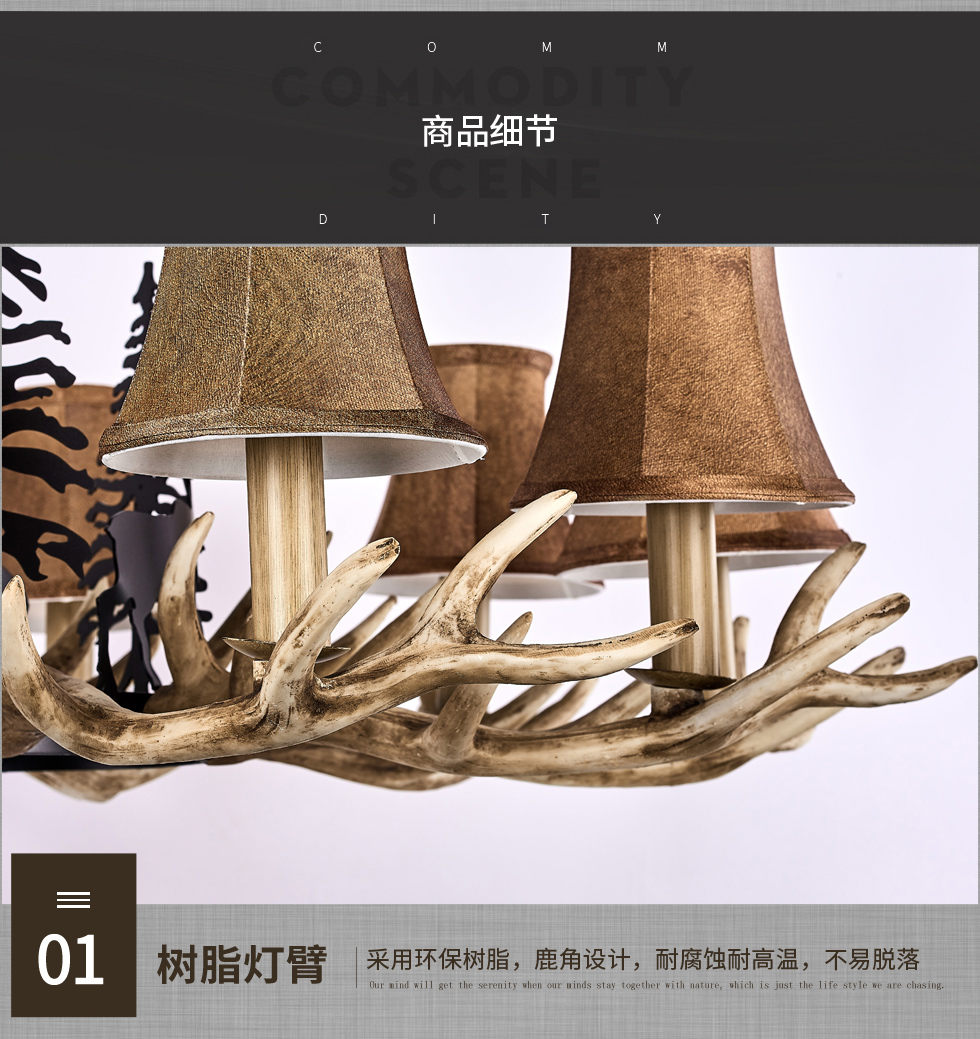 C O M M
COMMODITY
商品细节
SCENE
D I T Y
01
树脂灯臂
采用环保树脂，鹿角设计，耐腐蚀耐高温，不易脱落
Our mind will get the serenity when our minds stay together with nature, which is just the life style we are chasing.